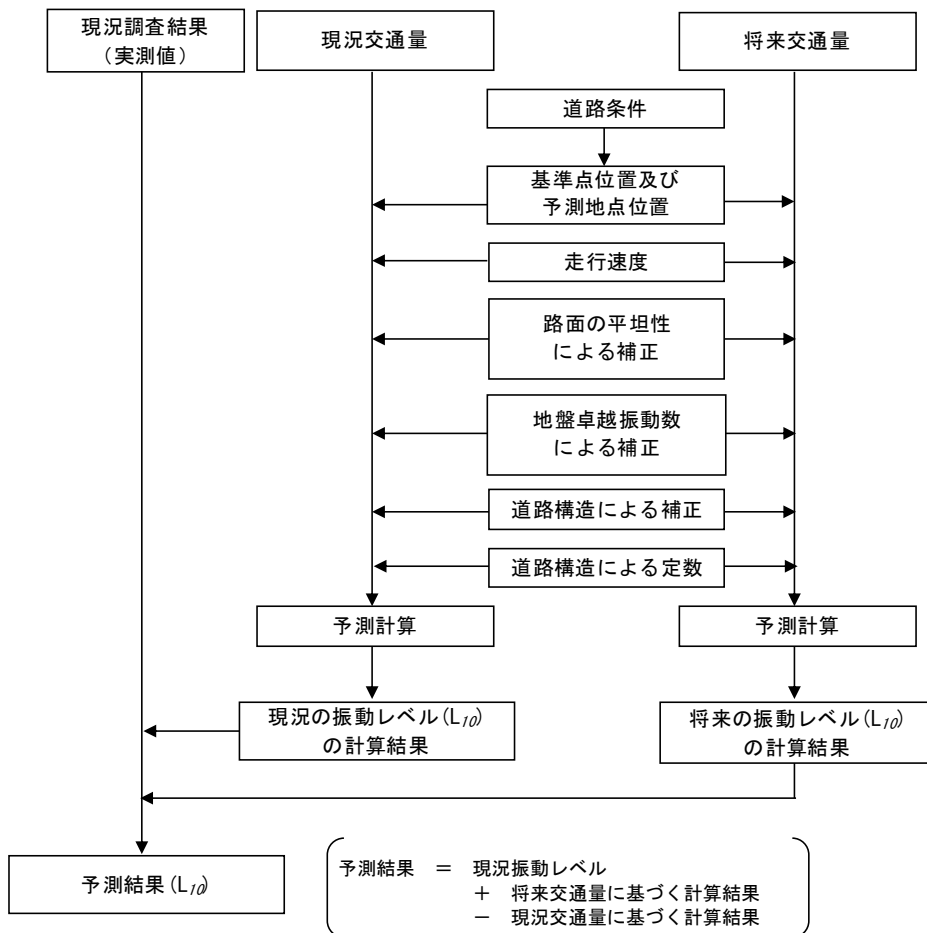 現況調査結果
（実測値）
現況交通量
将来交通量
道路条件
基準点位置及び
予測地点位置
走行速度
路面の平坦性
による補正
地盤卓越振動数
による補正
道路構造による補正
道路構造による定数
予測計算
予測計算
現況の振動レベル(L10)
の計算結果
将来の振動レベル(L10)
の計算結果
予測結果(L10)
予測結果 ＝ 現況振動レベル
＋ 将来交通量に基づく計算結果
－ 現況交通量に基づく計算結果